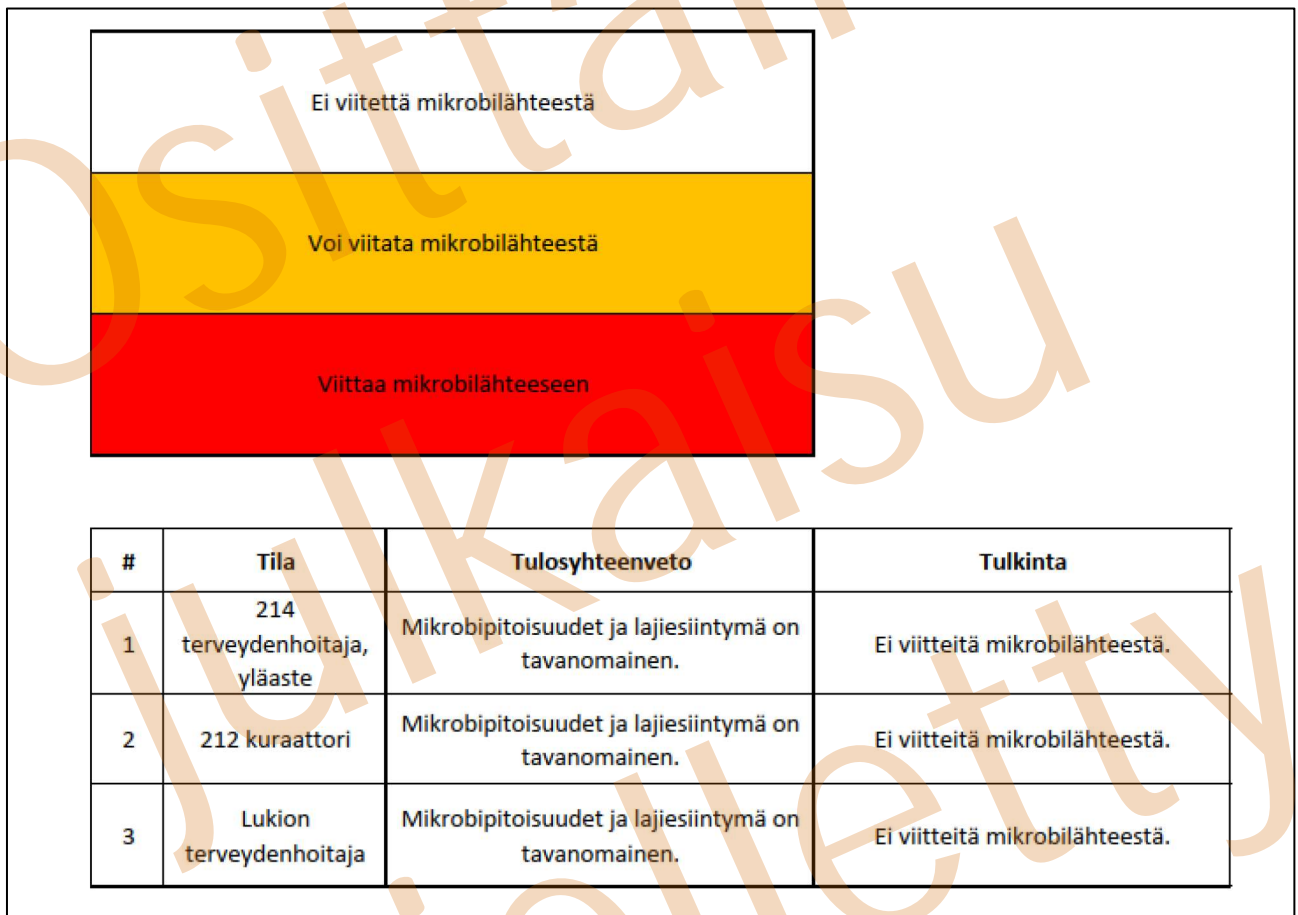 Ei viitettä mikrobilähteestä
Voi viitata mikrobilähteestä
Viittaa mikrobilähteeseen
# Tila Tulosyhteenveto Tulkinta
1 214 terveydenhoitaja, yläaste Mikrobipitoisuudet ja lajiesiintymä on tavanomainen. Ei viitteitä mikrobilähteestä.
2 212 kuraattori Mikrobipitoisuudet ja lajiesiintymä on tavanomainen. Ei viitteitä mikrobilähteestä.
3 Lukion terveydenhoitaja Mikrobipitoisuudet ja lajiesiintymä on tavanomainen. Ei viitteitä mikrobilähteestä.
julkaisu